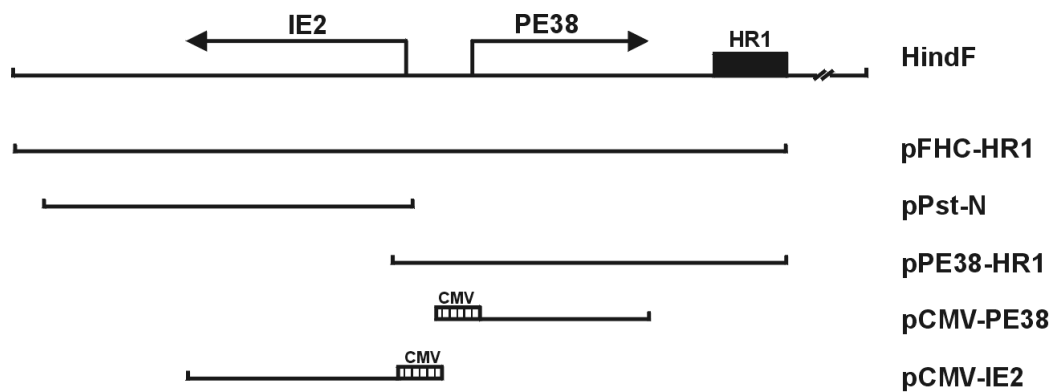 IE2 PE38 HR1 HindF
pFHC-HR1
pPst-N
pPE38-HR1
CMV pCMV-PE38
CMV pCMV-IE2